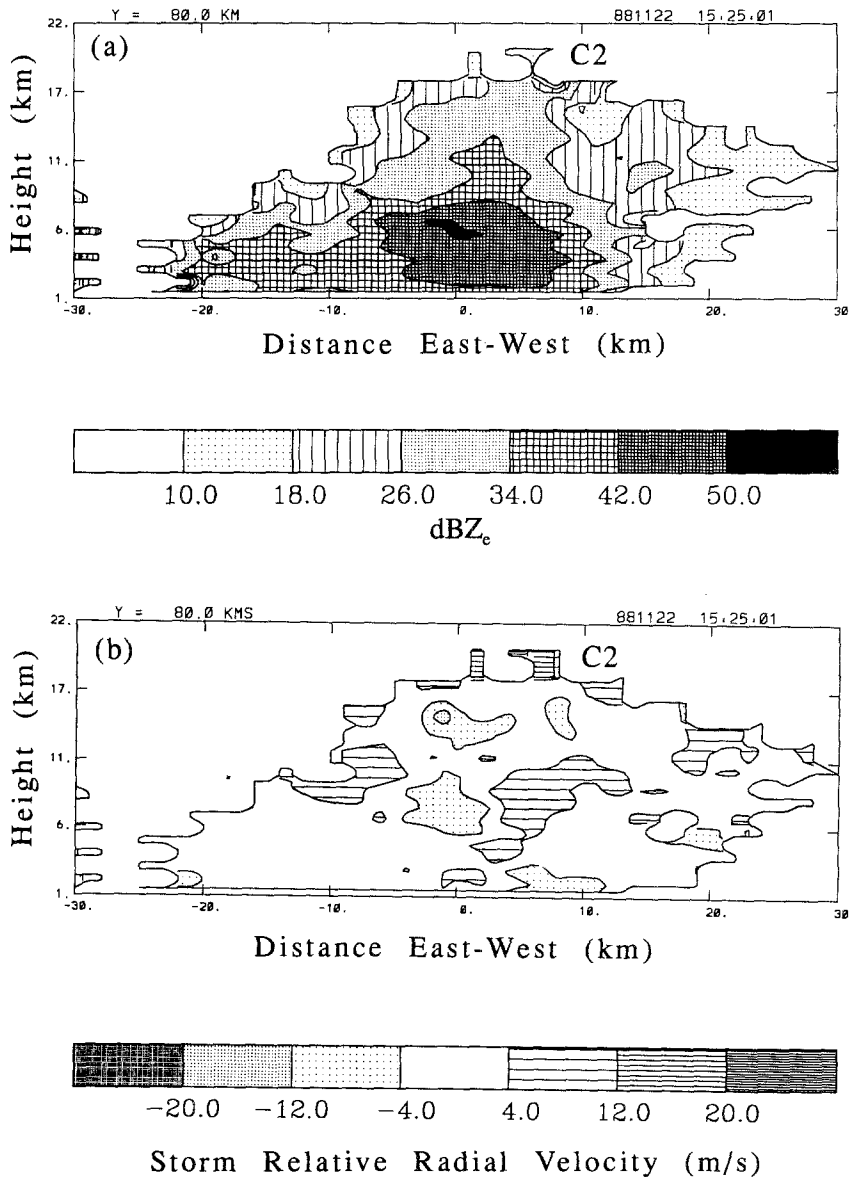 Y = 80.0 KM 881122 15:25:01
(a) C2
22.
17.
11.
6.
1.
Height (km)
-30. -20. -10. 0. 10. 20. 30
Distance East-West (km)
10.0 18.0 26.0 34.0 42.0 50.0
dBZe
Y = 80.0 KMS 881122 15:25:01
(b) C2
22.
17.
11.
6.
1.
Height (km)
-30. -20. -10. 0. 10. 20. 30
Distance East-West (km)
-20.0 -12.0 -4.0 4.0 12.0 20.0
Storm Relative Radial Velocity (m/s)